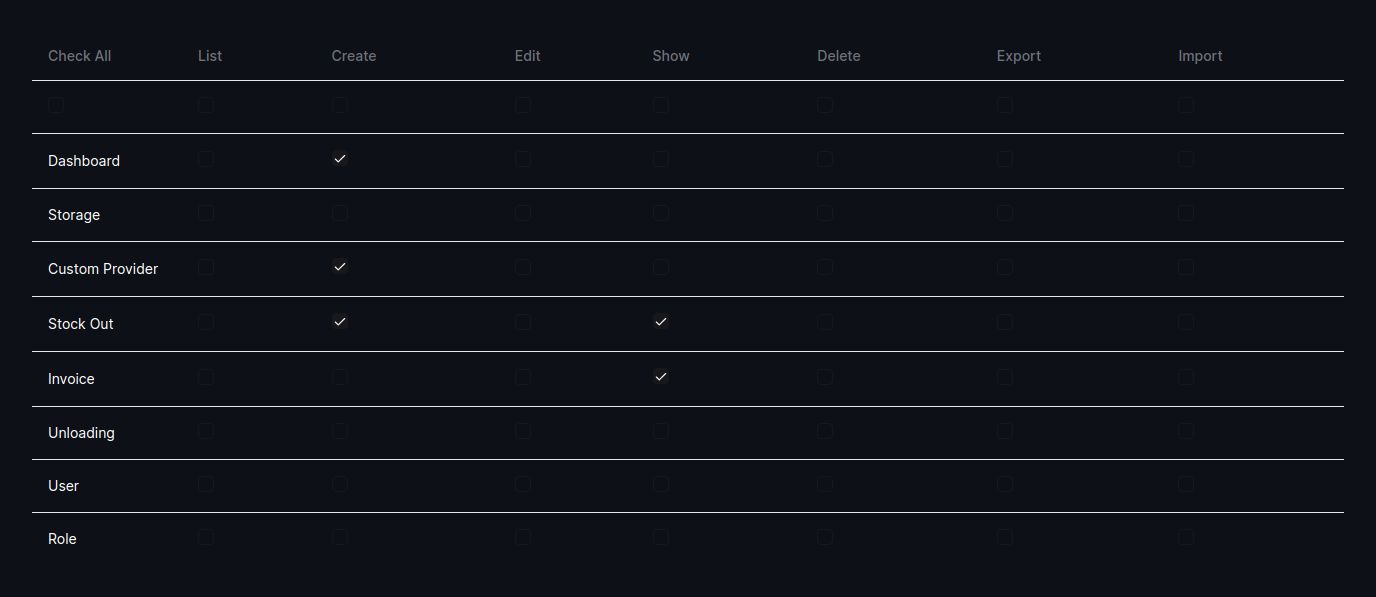 Check All List Create Edit Show Delete Export Import
Dashboard
Storage
Custom Provider
Stock Out
Invoice
Unloading
User
Role